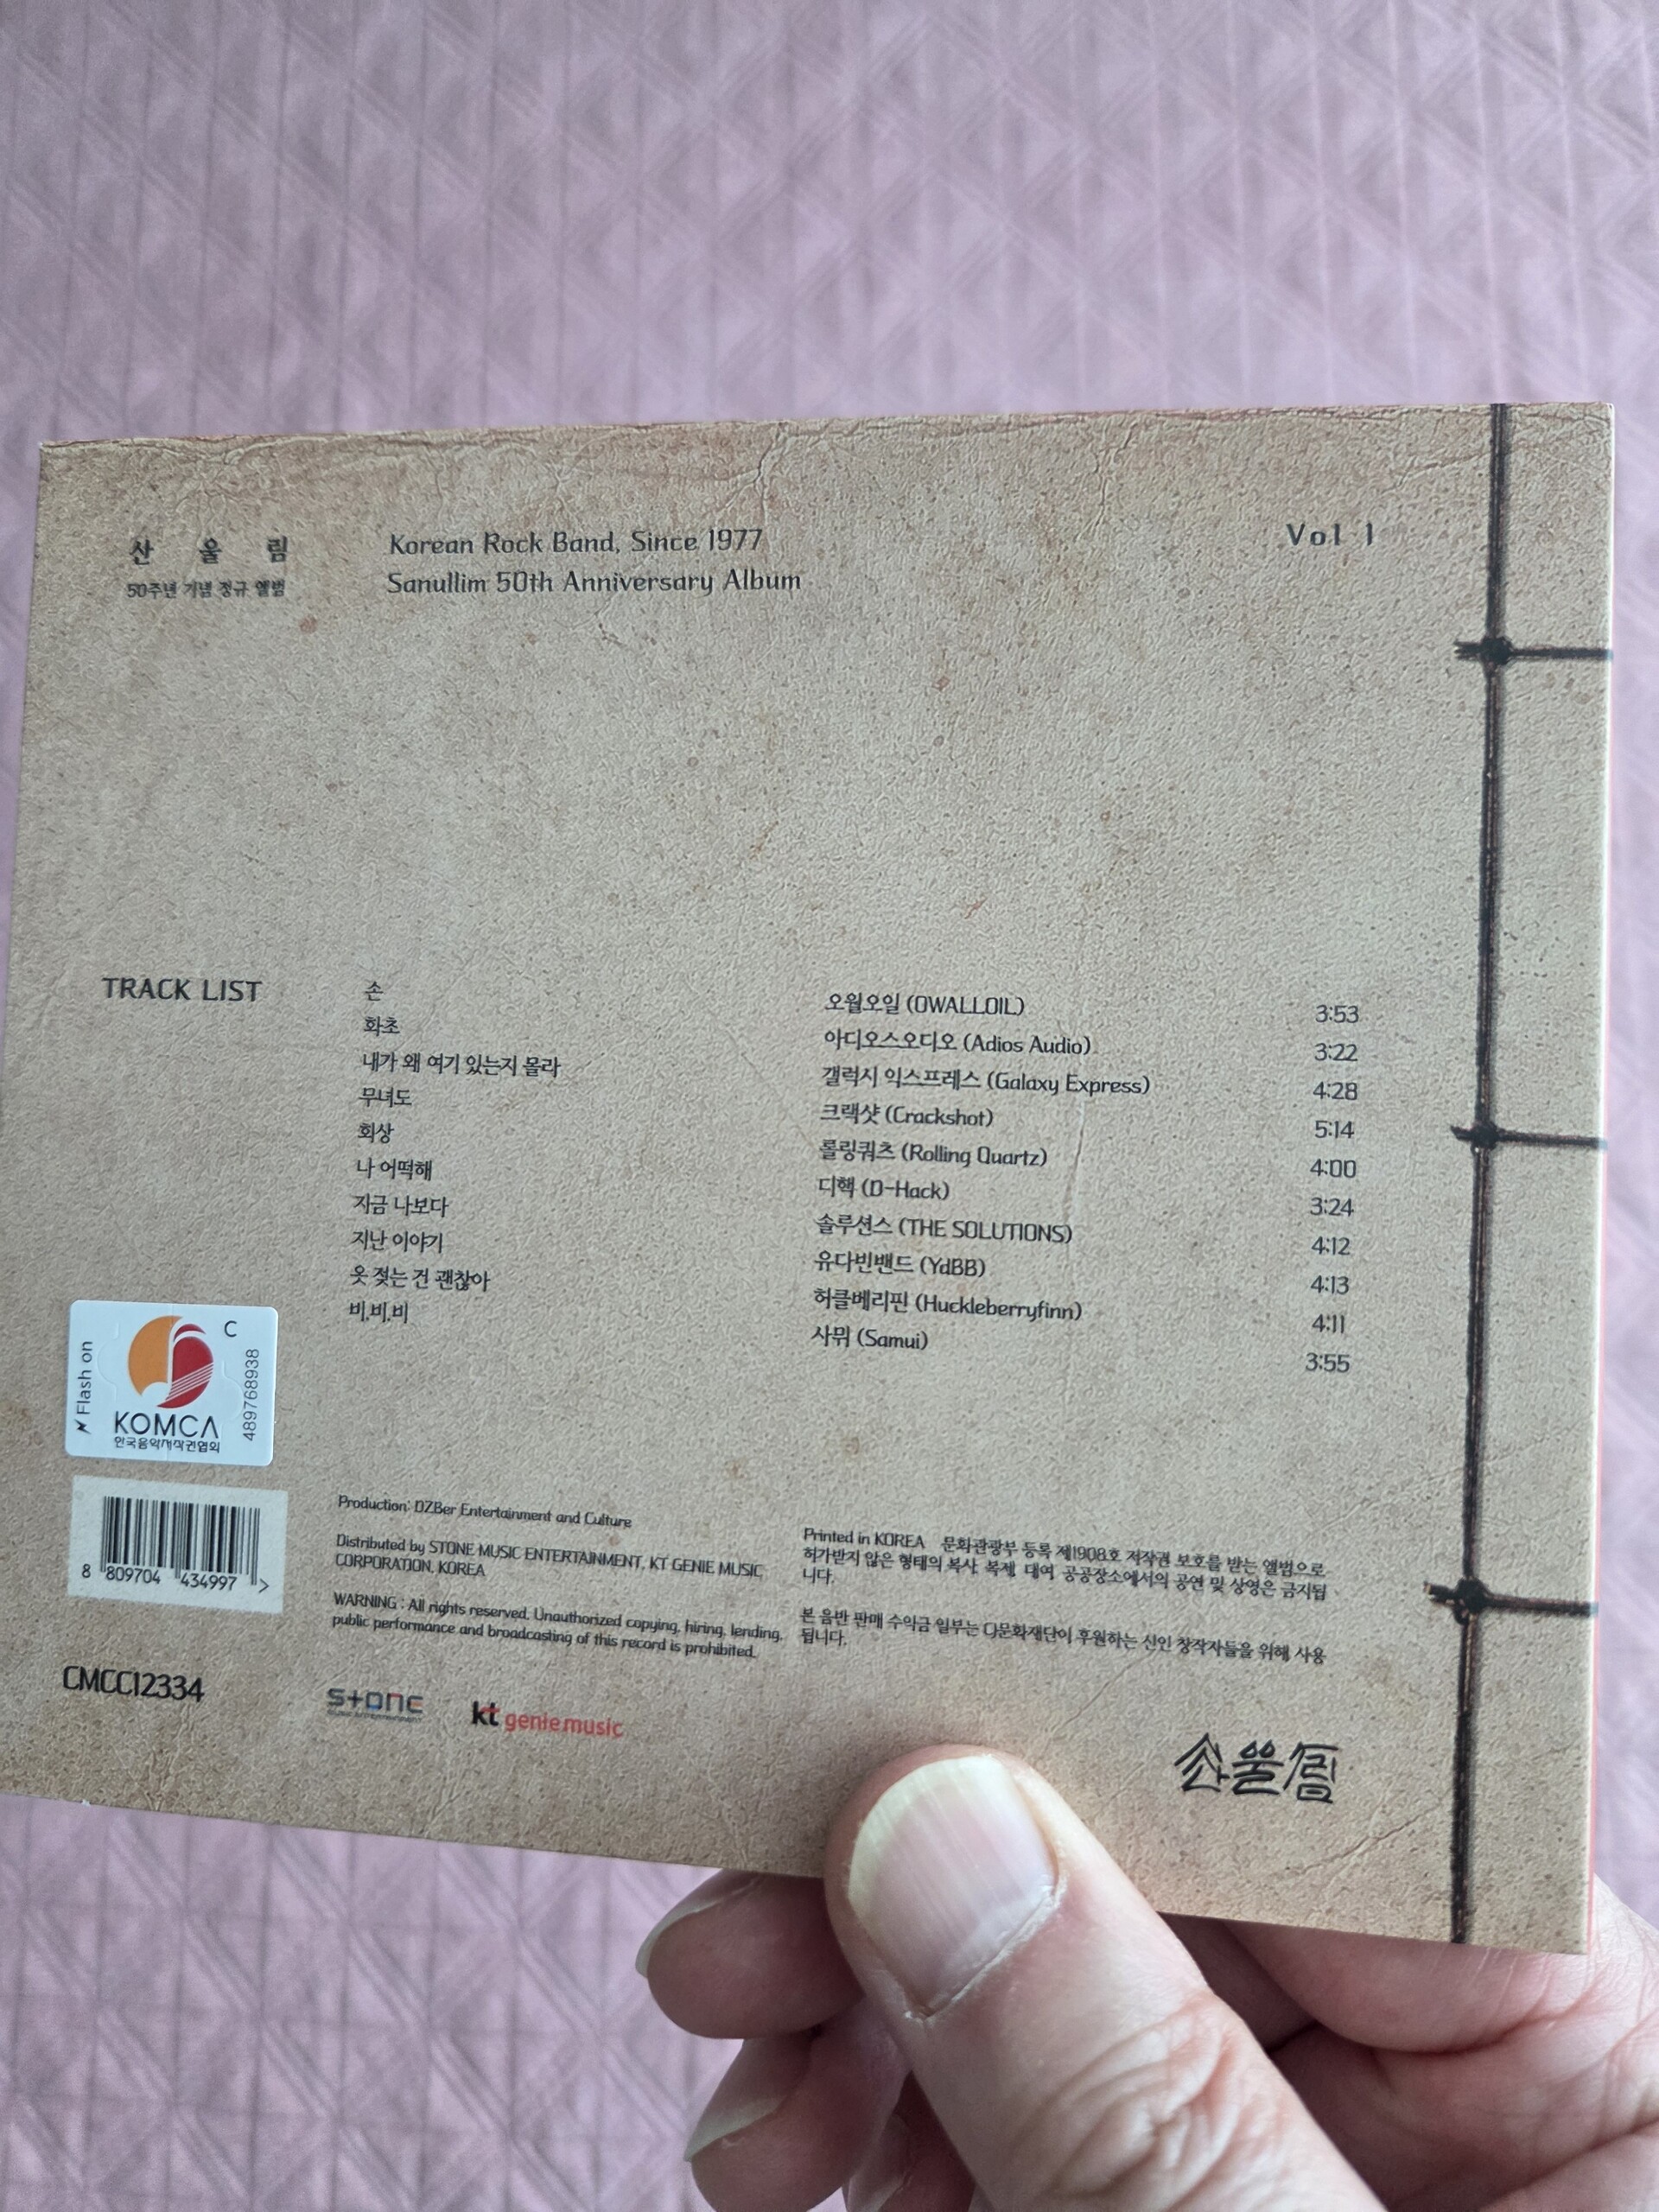 산 울 림
50주년 기념 정규 앨범
Korean Rock Band, Since 1977
Sanullim 50th Anniversary Album
Vol 1
TRACK LIST
손 오월오일 (OWALLOIL) 3:53
화초 아디오스오디오 (Adios Audio) 3:22
내가 왜 여기 있는지 몰라 갤럭시 익스프레스 (Galaxy Express) 4:28
무녀도 크랙샷 (Crackshot) 5:14
회상 롤링쿼츠 (Rolling Quartz) 4:00
나 어떡해 디핵 (D-Hack) 3:24
지금 나보다 솔루션스 (THE SOLUTIONS) 4:12
지난 이야기 유다빈밴드 (YdBB) 4:13
옷 젖는 건 괜찮아 허클베리핀 (Huckleberryfinn) 4:11
비.비.비 사뮈 (Samui) 3:55
Flash on
C
KOMCA
한국음악저작권협회
489768938
8 809704 434997 >
CMCC12334
Production: DZBer Entertainment and Culture
Distributed by STONE MUSIC ENTERTAINMENT, KT GENIE MUSIC
CORPORATION, KOREA
WARNING : All rights reserved. Unauthorized copying, hiring, lending,
public performance and broadcasting of this record is prohibited.
Printed in KOREA 문화관광부 등록 제1908호 저작권 보호를 받는 앨범으로
허가받지 않은 형태의 복사, 복제, 대여, 공공장소에서의 공연 및 상영은 금지됩
니다.
본 음반 판매 수익금 일부는 다문화재단이 후원하는 신인 창작자들을 위해 사용
됩니다.
STONE
MUSIC ENTERTAINMENT
kt genie music
산울림